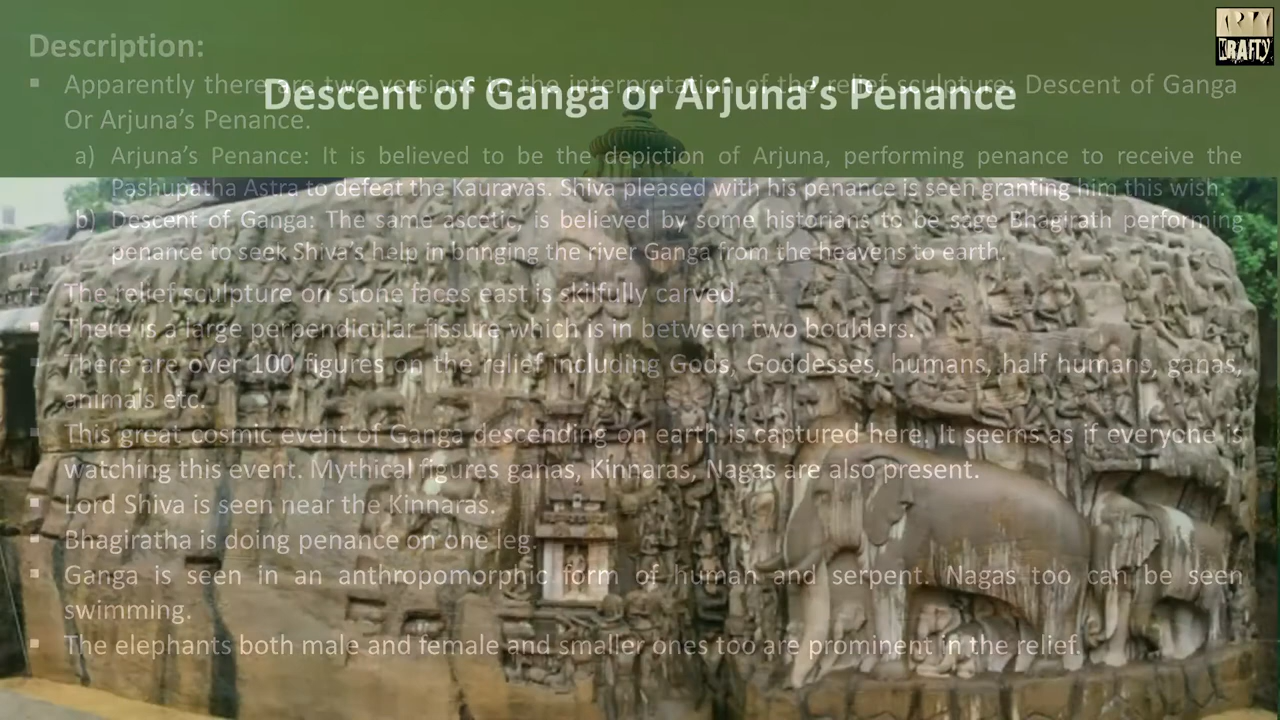 ARTY
KRAFTY
Description:
Descent of Ganga or Arjuna’s Penance
▪ Apparently there are two versions to the interpretation of the relief sculpture: Descent of Ganga
Or Arjuna’s Penance.
a) Arjuna’s Penance: It is believed to be the depiction of Arjuna, performing penance to receive the
Pashupatha Astra to defeat the Kauravas. Shiva pleased with his penance is seen granting him this wish.
b) Descent of Ganga: The same ascetic, is believed by some historians to be sage Bhagirath performing
penance to seek Shiva’s help in bringing the river Ganga from the heavens to earth.
▪ The relief sculpture on stone faces east is skilfully carved.
▪ There is a large perpendicular fissure which is in between two boulders.
▪ There are over 100 figures on the relief including Gods, Goddesses, humans, half humans, ganas,
animals etc.
▪ This great cosmic event of Ganga descending on earth is captured here. It seems as if everyone is
watching this event. Mythical figures ganas, Kinnaras, Nagas are also present.
▪ Lord Shiva is seen near the Kinnaras.
▪ Bhagiratha is doing penance on one leg.
▪ Ganga is seen in an anthropomorphic form of human and serpent. Nagas too can be seen
swimming.
▪ The elephants both male and female and smaller ones too are prominent in the relief.